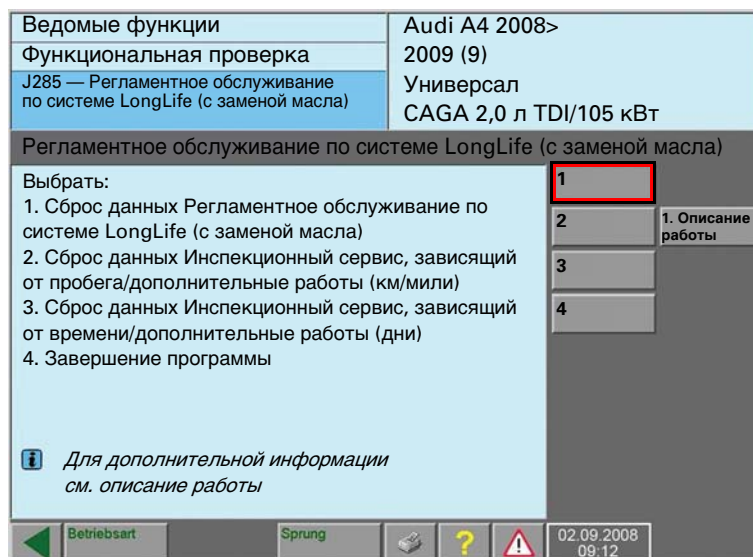 Ведомые функции
Функциональная проверка
J285 — Регламентное обслуживание
по системе LongLife (с заменой масла)
Audi A4 2008>
2009 (9)
Универсал
CAGA 2,0 л TDI/105 кВт
Регламентное обслуживание по системе LongLife (с заменой масла)
Выбрать:
1. Сброс данных Регламентное обслуживание по
системе LongLife (с заменой масла)
2. Сброс данных Инспекционный сервис, зависящий
от пробега/дополнительные работы (км/мили)
3. Сброс данных Инспекционный сервис, зависящий
от времени/дополнительные работы (дни)
4. Завершение программы
Для дополнительной информации
см. описание работы
1
2
3
4
1. Описание
работы
Betriebsart
Sprung
02.09.2008
09:12